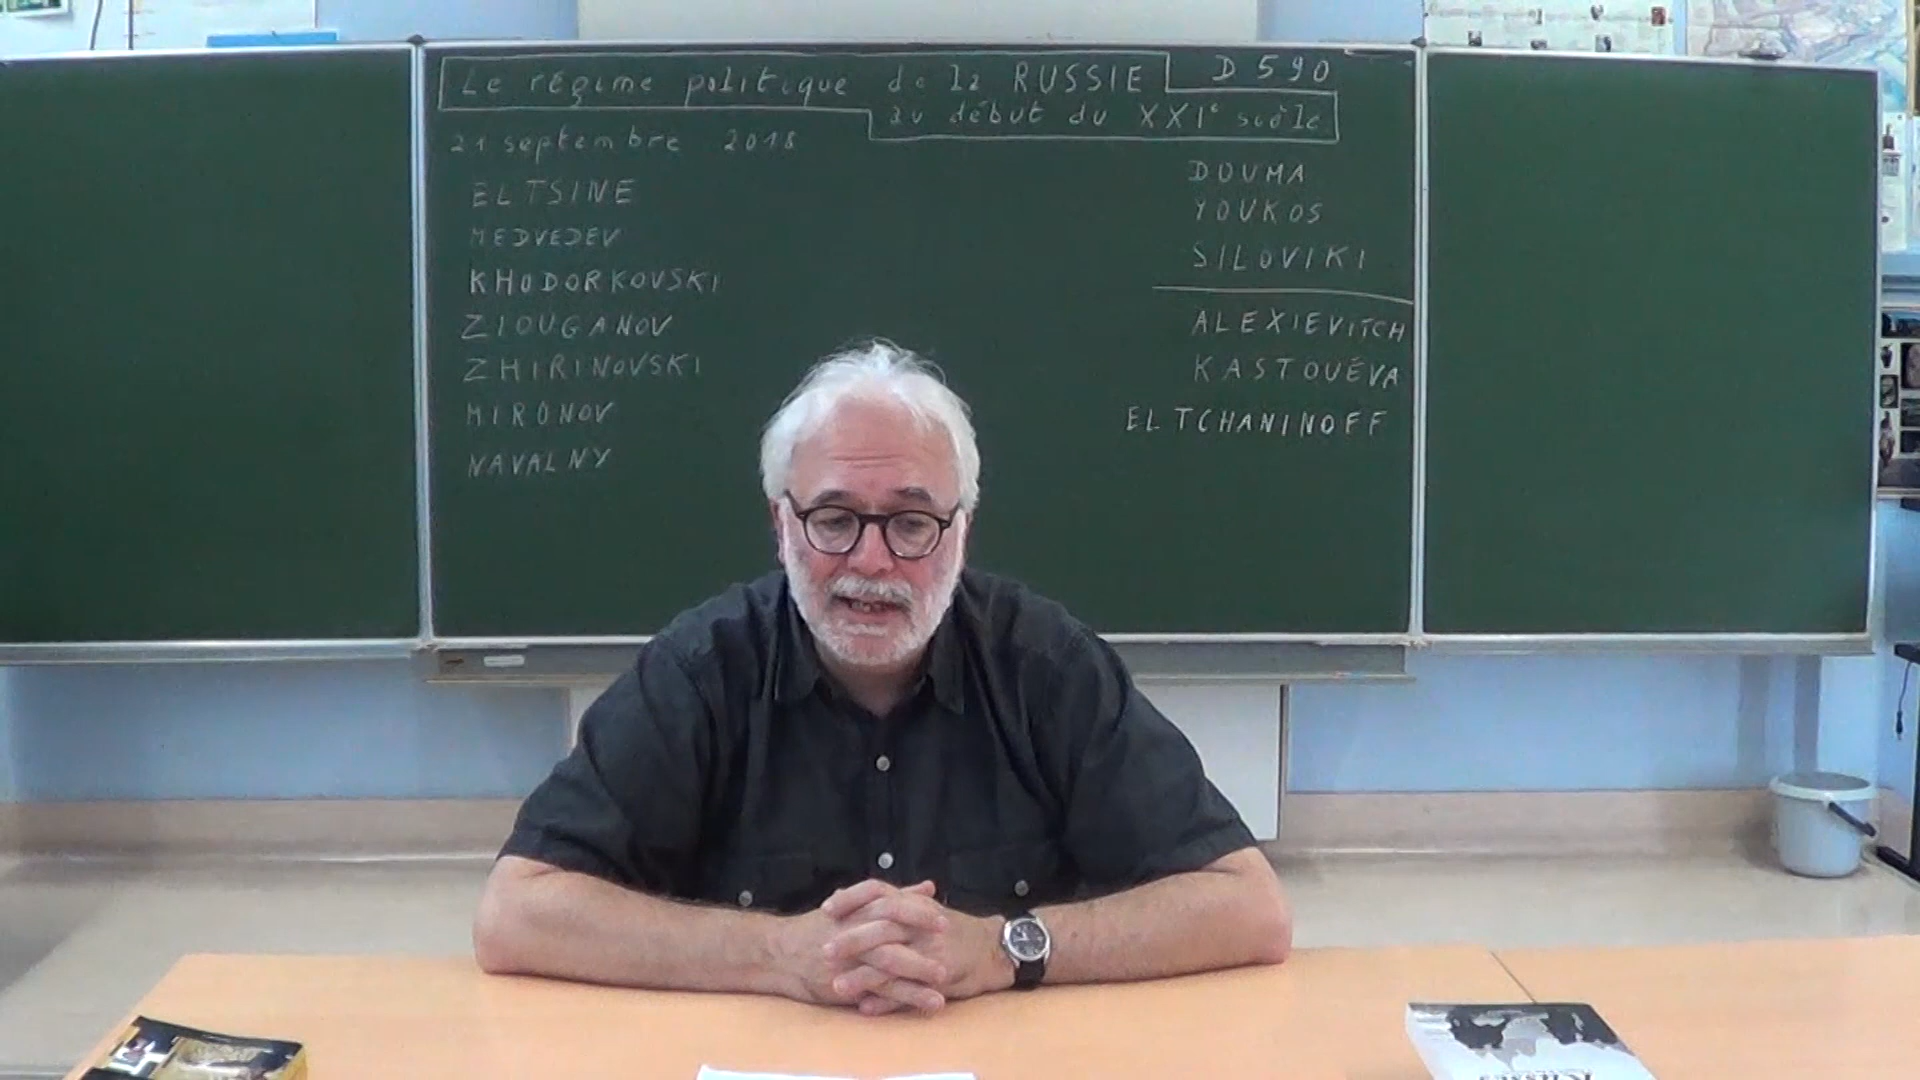 Le régime politique de la RUSSIE
D 590
au début du XXIe siècle
21 septembre 2018
ELTSINE
MEDVEDEV
KHODORKOVSKI
ZIOUGANOV
ZHIRINOVSKI
MIRONOV
NAVALNY
DOUMA
YOUKOS
SILOVIKI
ALEXIEVITCH
KASTOUÉVA
ELTCHANINOFF